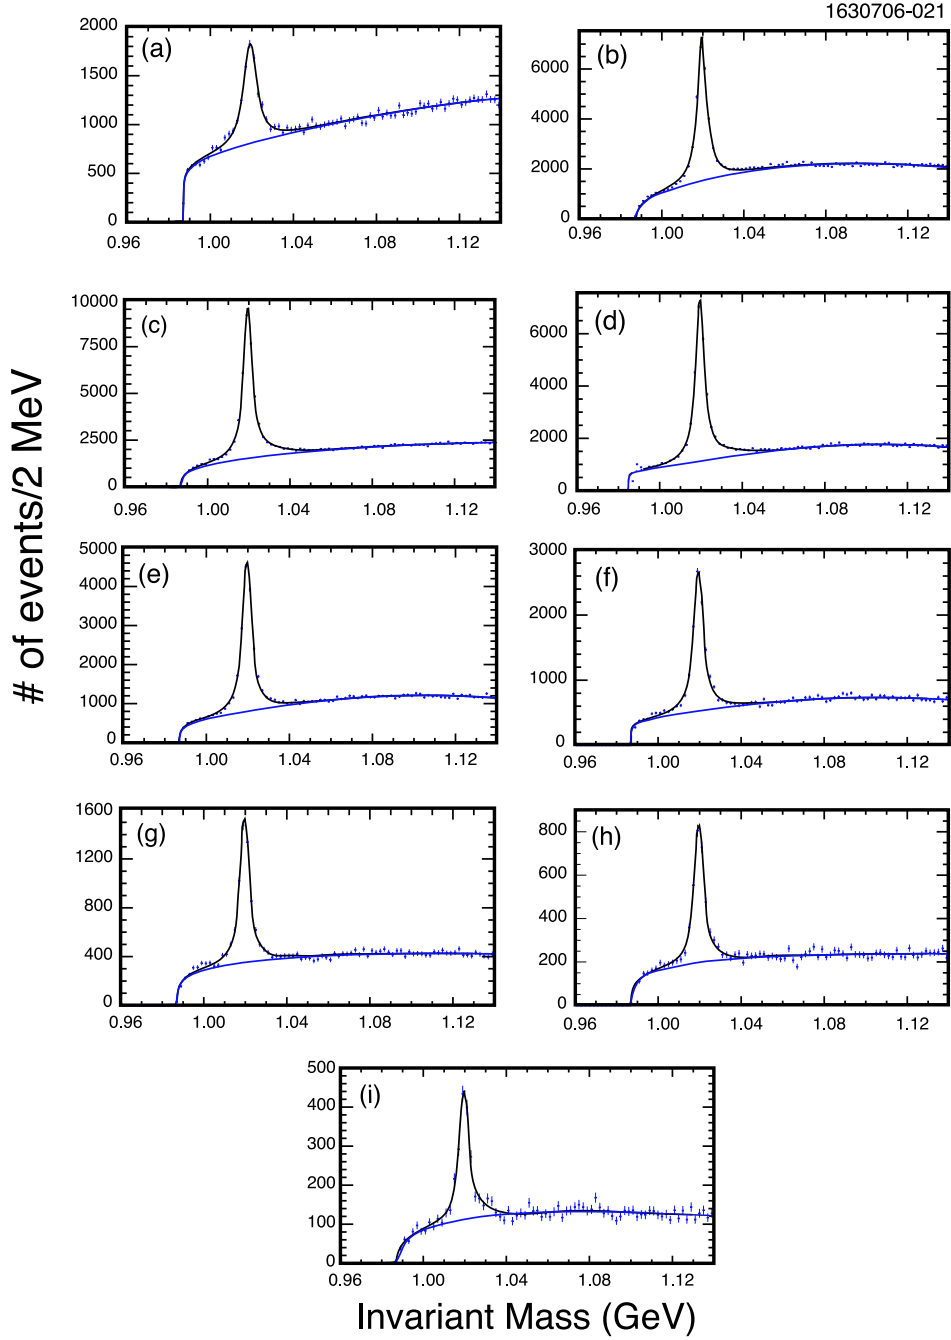 1630706-021
(a)
2000
1500
1000
500
0
0.96 1.00 1.04 1.08 1.12
(b)
6000
4000
2000
0
0.96 1.00 1.04 1.08 1.12
(c)
10000
7500
5000
2500
0
0.96 1.00 1.04 1.08 1.12
(d)
6000
4000
2000
0
0.96 1.00 1.04 1.08 1.12
# of events/2 MeV
(e)
5000
4000
3000
2000
1000
0
0.96 1.00 1.04 1.08 1.12
(f)
3000
2000
1000
0
0.96 1.00 1.04 1.08 1.12
(g)
1600
1200
800
400
0
0.96 1.00 1.04 1.08 1.12
(h)
800
600
400
200
0
0.96 1.00 1.04 1.08 1.12
(i)
500
400
300
200
100
0
0.96 1.00 1.04 1.08 1.12
Invariant Mass (GeV)